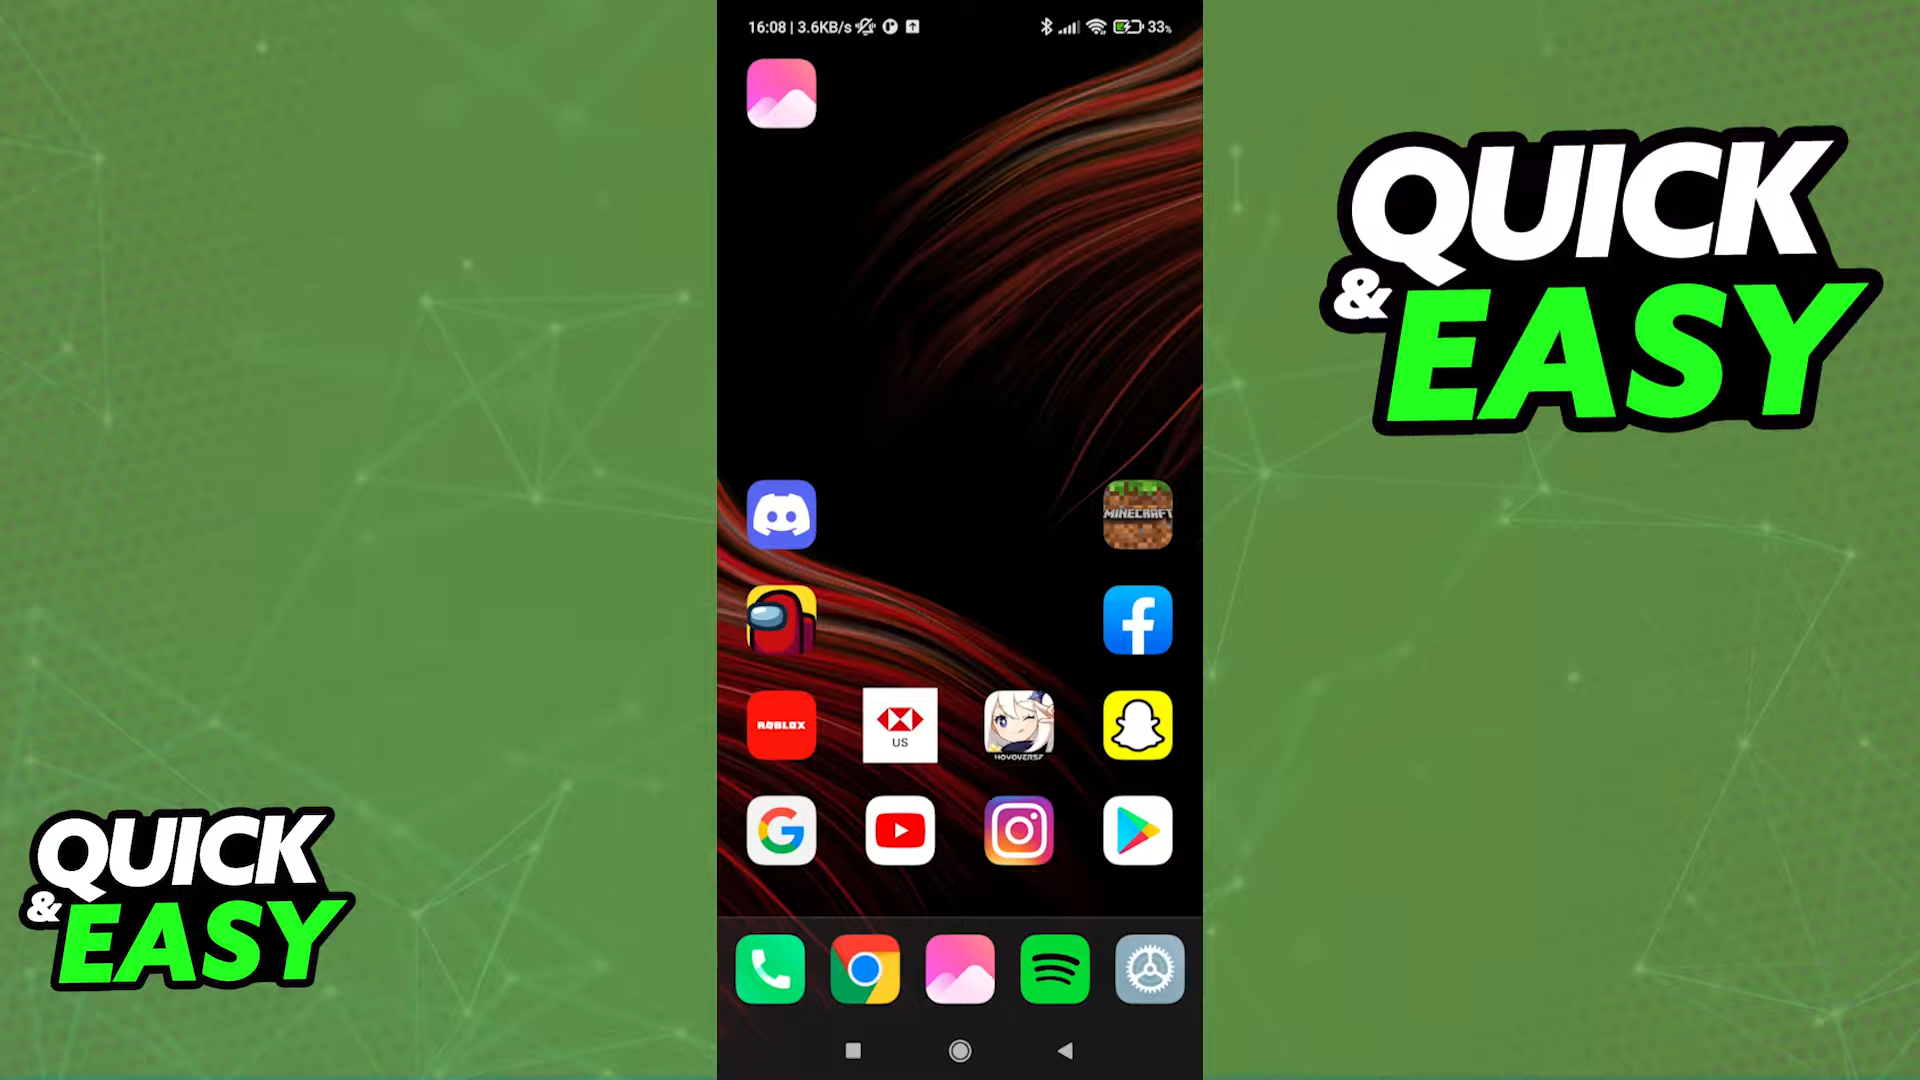 16:08 | 3.6KB/s
33%
QUICK
& EASY
MINECRAFT
ROBLOX
US
HOYOVERSE
QUICK
& EASY